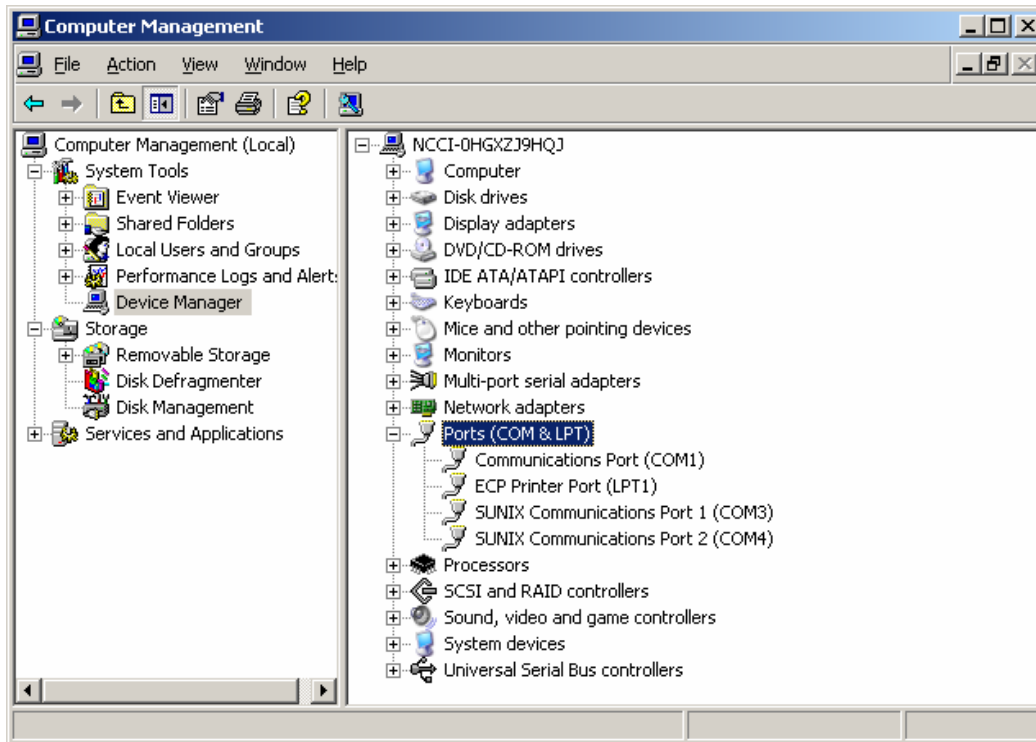 Computer Management
File Action View Window Help
Computer Management (Local)
System Tools
Event Viewer
Shared Folders
Local Users and Groups
Performance Logs and Alert
Device Manager
Storage
Removable Storage
Disk Defragmenter
Disk Management
Services and Applications
NCCI-0HGXZJ9HQJ
Computer
Disk drives
Display adapters
DVD/CD-ROM drives
IDE ATA/ATAPI controllers
Keyboards
Mice and other pointing devices
Monitors
Multi-port serial adapters
Network adapters
Ports (COM & LPT)
Communications Port (COM1)
ECP Printer Port (LPT1)
SUNIX Communications Port 1 (COM3)
SUNIX Communications Port 2 (COM4)
Processors
SCSI and RAID controllers
Sound, video and game controllers
System devices
Universal Serial Bus controllers